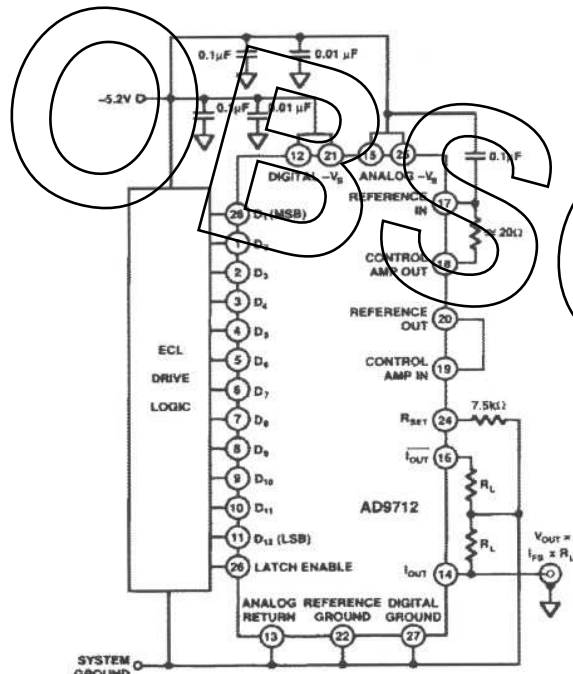 0.1µF
0.01 µF
–5.2V
0.1µF
0.01 µF
12
21
15
25
0.1µF
DIGITAL –Vs
ANALOG –Vs
REFERENCE IN
17
≈ 20Ω
28
D1 (MSB)
1
D2
CONTROL AMP OUT
18
2
D3
3
D4
REFERENCE OUT
20
4
D5
ECL DRIVE LOGIC
5
D6
CONTROL AMP IN
19
6
D7
7.5kΩ
7
D8
RSET
24
8
D9
IOUT
16
9
D10
RL
10
D11
AD9712
11
D12 (LSB)
RL
VOUT =
IFS x RL
26
LATCH ENABLE
IOUT
14
ANALOG RETURN
REFERENCE GROUND
DIGITAL GROUND
13
22
27
SYSTEM
GROUND
OBS